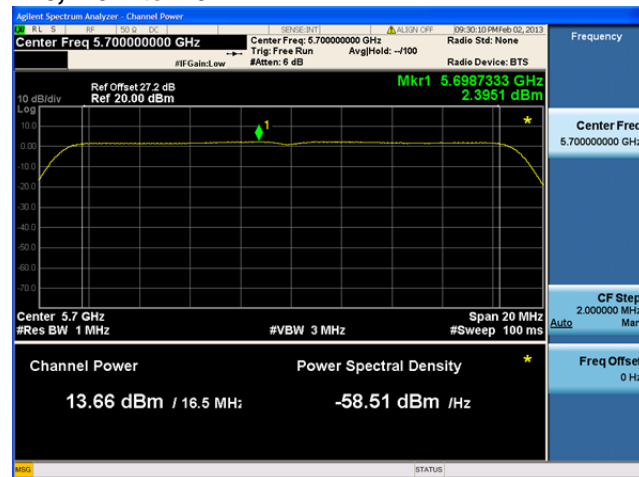 Agilent Spectrum Analyzer - Channel Power
RL S RF 50 Ω DC SENSE:INT ALIGN OFF 09:30:10 PM Feb 02, 2013
Center Freq 5.700000000 GHz Center Freq: 5.700000000 GHz Radio Std: None
Trig: Free Run Avg|Held: --/100
#IFGain:Low #Atten: 6 dB Radio Device: BTS
Frequency
Mkr1 5.6987333 GHz
2.3951 dBm
Ref Offset 27.2 dB
10 dB/div Ref 20.00 dBm
Log
10.0
0.00
-10.0
-20.0
-30.0
-40.0
-50.0
-60.0
-70.0
1
*
Center 5.7 GHz Span 20 MHz
#Res BW 1 MHz #VBW 3 MHz #Sweep 100 ms
Channel Power Power Spectral Density *
13.66 dBm / 16.5 MHz -58.51 dBm /Hz
Center Freq
5.700000000 GHz
CF Step
2.000000 MHz
Auto Man
Freq Offset
0 Hz
MSG STATUS